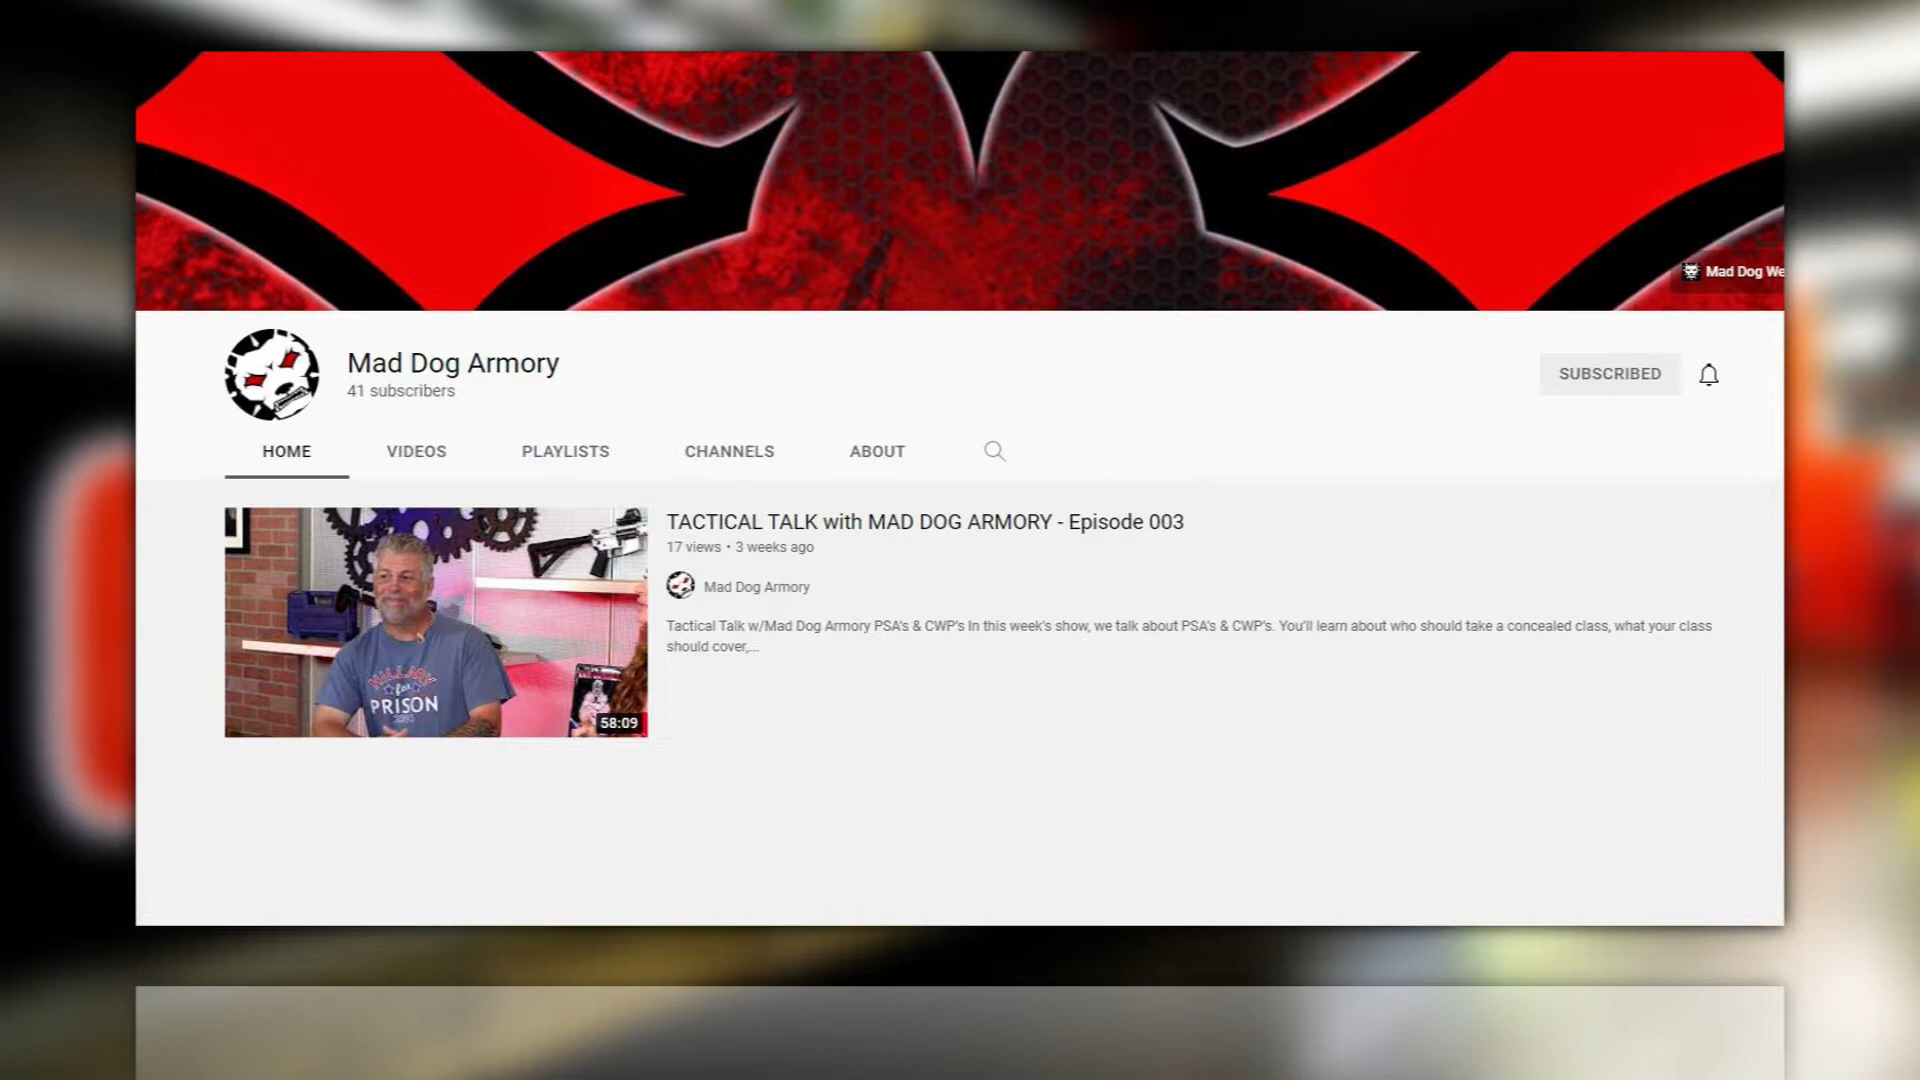 Mad Dog We
Mad Dog Armory
41 subscribers
SUBSCRIBED
HOME
VIDEOS
PLAYLISTS
CHANNELS
ABOUT
TACTICAL TALK with MAD DOG ARMORY - Episode 003
17 views • 3 weeks ago
Mad Dog Armory
Tactical Talk w/Mad Dog Armory PSA's & CWP's In this week's show, we talk about PSA's & CWP's. You'll learn about who should take a concealed class, what your class
should cover,...
HILLARY
for
PRISON
58:09